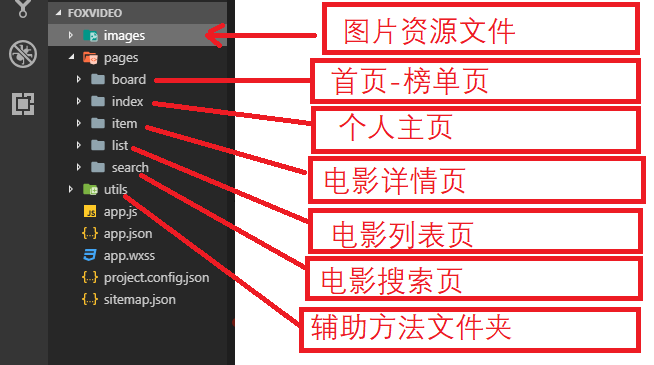 FOXVIDEO
images
图片资源文件
pages
board
首页-榜单页
index
个人主页
item
电影详情页
list
电影列表页
search
电影搜索页
utils
辅助方法文件夹
JS app.js
{..} app.json
app.wxss
{..} project.config.json
{..} sitemap.json